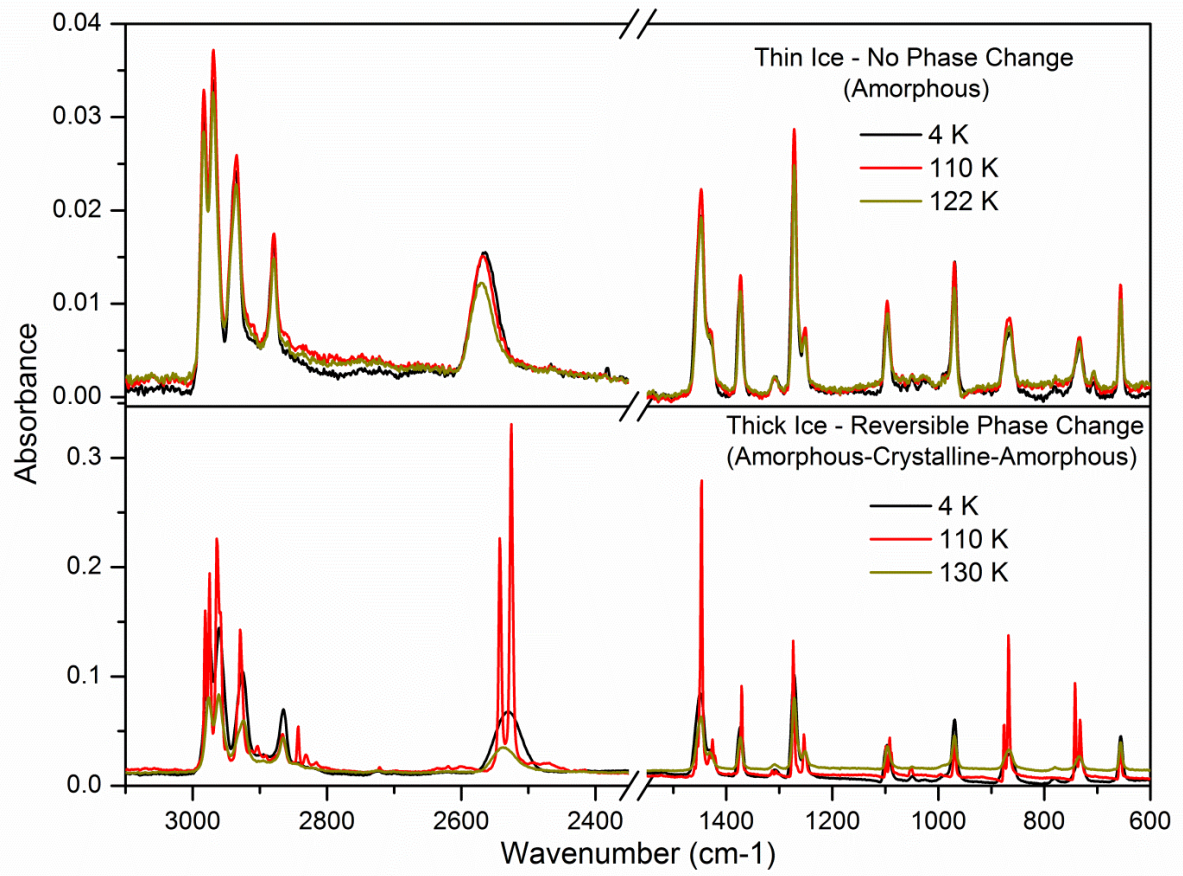 0.04
0.03
0.02
0.01
0.00
Thin Ice - No Phase Change
(Amorphous)
4 K
110 K
122 K
Absorbance
0.3
0.2
0.1
0.0
Thick Ice - Reversible Phase Change
(Amorphous-Crystalline-Amorphous)
4 K
110 K
130 K
3000 2800 2600 2400 1400 1200 1000 800 600
Wavenumber (cm-1)